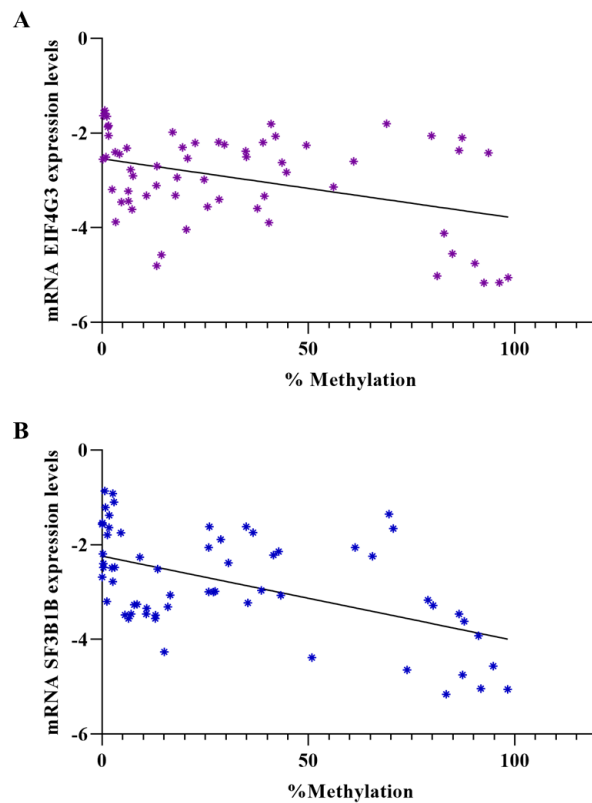 A
0
-2
-4
-6
mRNA EIF4G3 expression levels
0
50
100
% Methylation
B
0
-2
-4
-6
mRNA SF3B1B expression levels
0
50
100
%Methylation